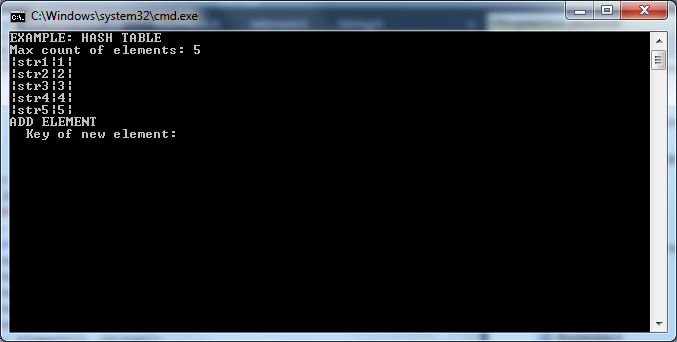 C:\Windows\system32\cmd.exe
EXAMPLE: HASH TABLE
Max count of elements: 5
|str1|1|
|str2|2|
|str3|3|
|str4|4|
|str5|5|
ADD ELEMENT
Key of new element: